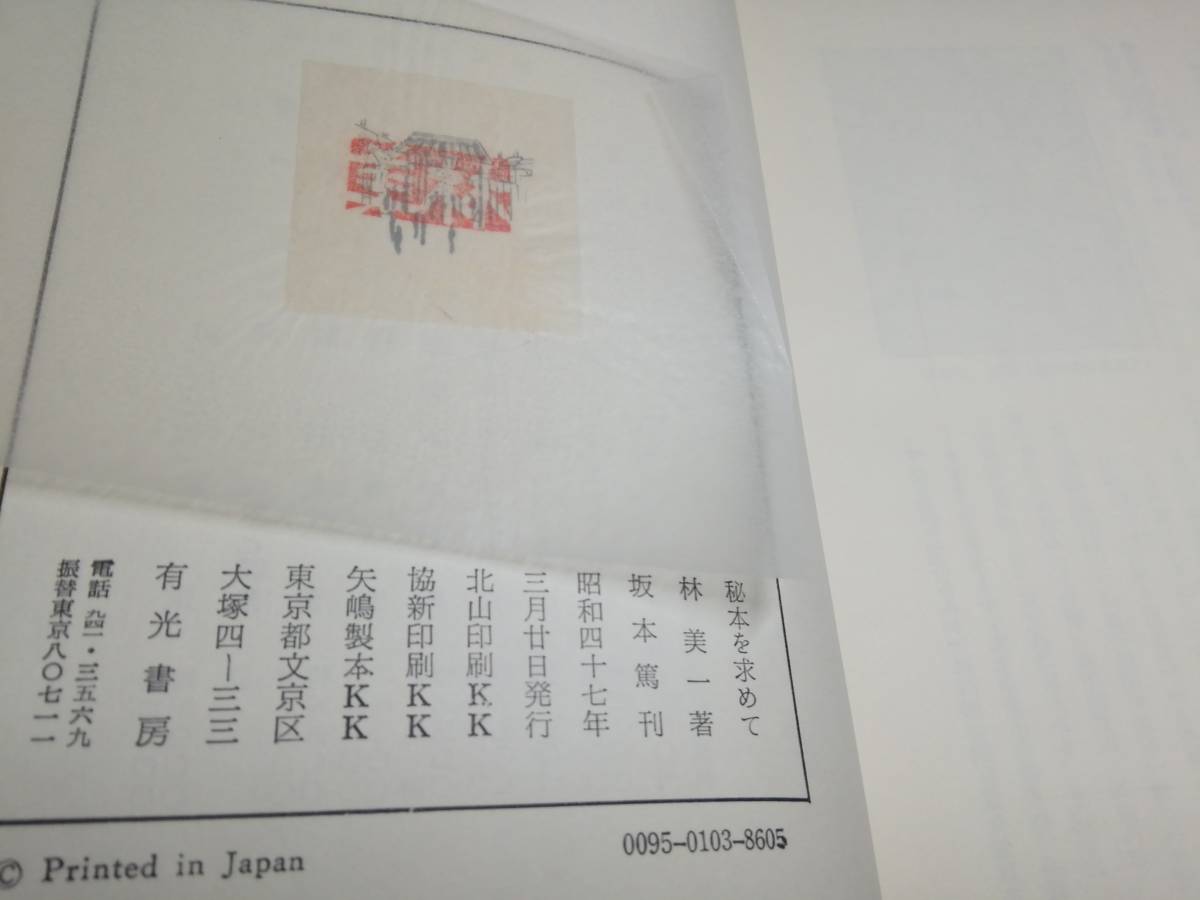 秘本を求めて
林美一著
坂本篤刊
昭和四十七年
三月廿日発行
北山印刷KK
協新印刷KK
矢嶋製本KK
東京都文京区
大塚四ー三三
有光書房
電話 九四一・三五六九
振替東京八〇七一一
0095-0103-8605
© Printed in Japan